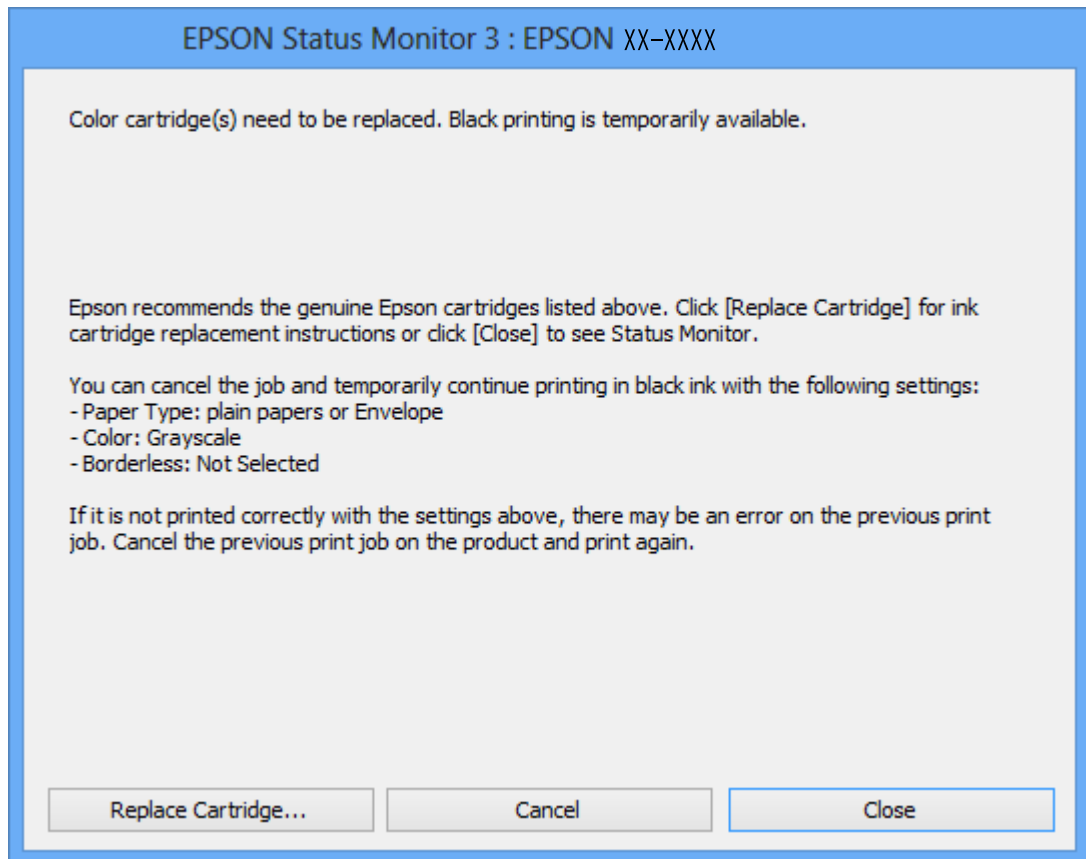 EPSON Status Monitor 3 : EPSON XX-XXXX
Color cartridge(s) need to be replaced. Black printing is temporarily available.
Epson recommends the genuine Epson cartridges listed above. Click [Replace Cartridge] for ink
cartridge replacement instructions or click [Close] to see Status Monitor.
You can cancel the job and temporarily continue printing in black ink with the following settings:
- Paper Type: plain papers or Envelope
- Color: Grayscale
- Borderless: Not Selected
If it is not printed correctly with the settings above, there may be an error on the previous print
job. Cancel the previous print job on the product and print again.
Replace Cartridge...
Cancel
Close